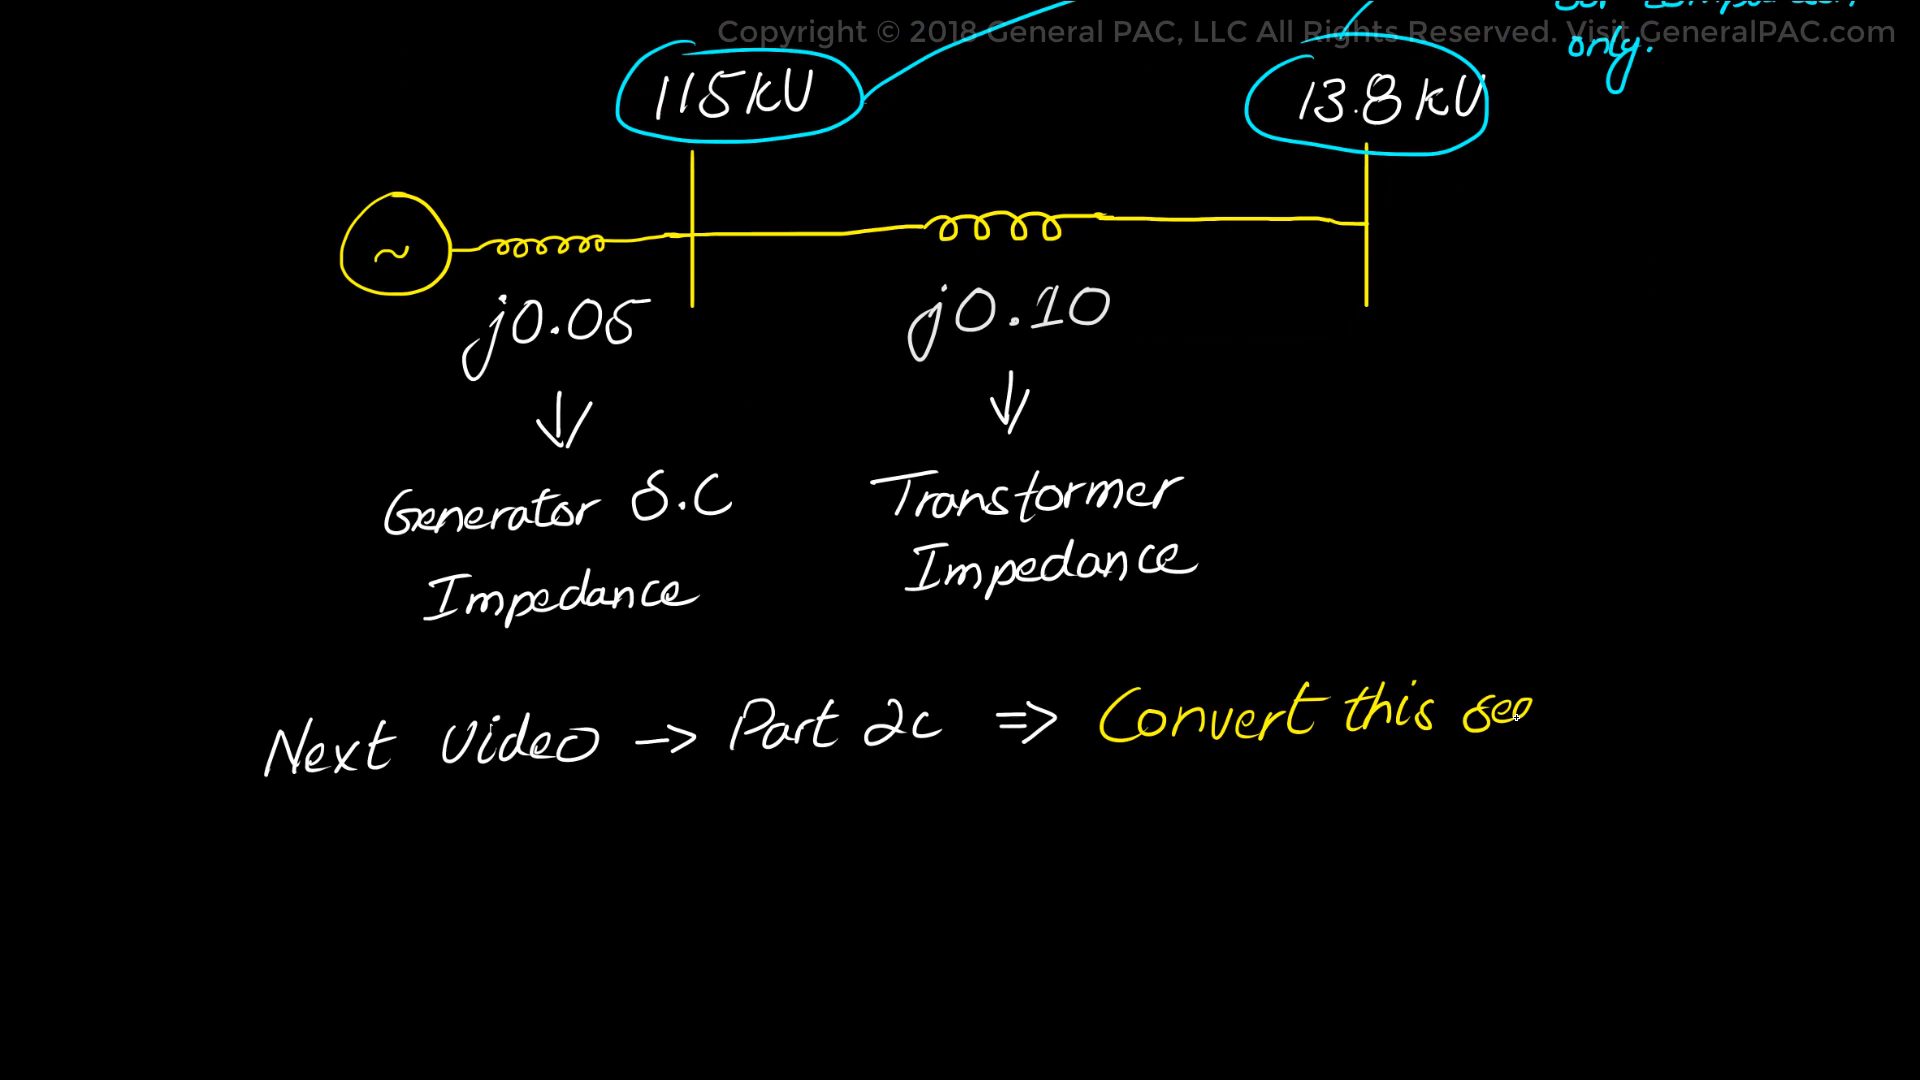 Copyright © 2018 General PAC, LLC All Rights Reserved. Visit GeneralPAC.com
only.
115kV
13.8kV
~
j0.05
j0.10
Generator S.C
Impedance
Transformer
Impedance
Next Video → Part 2c ⇒ Convert this seo